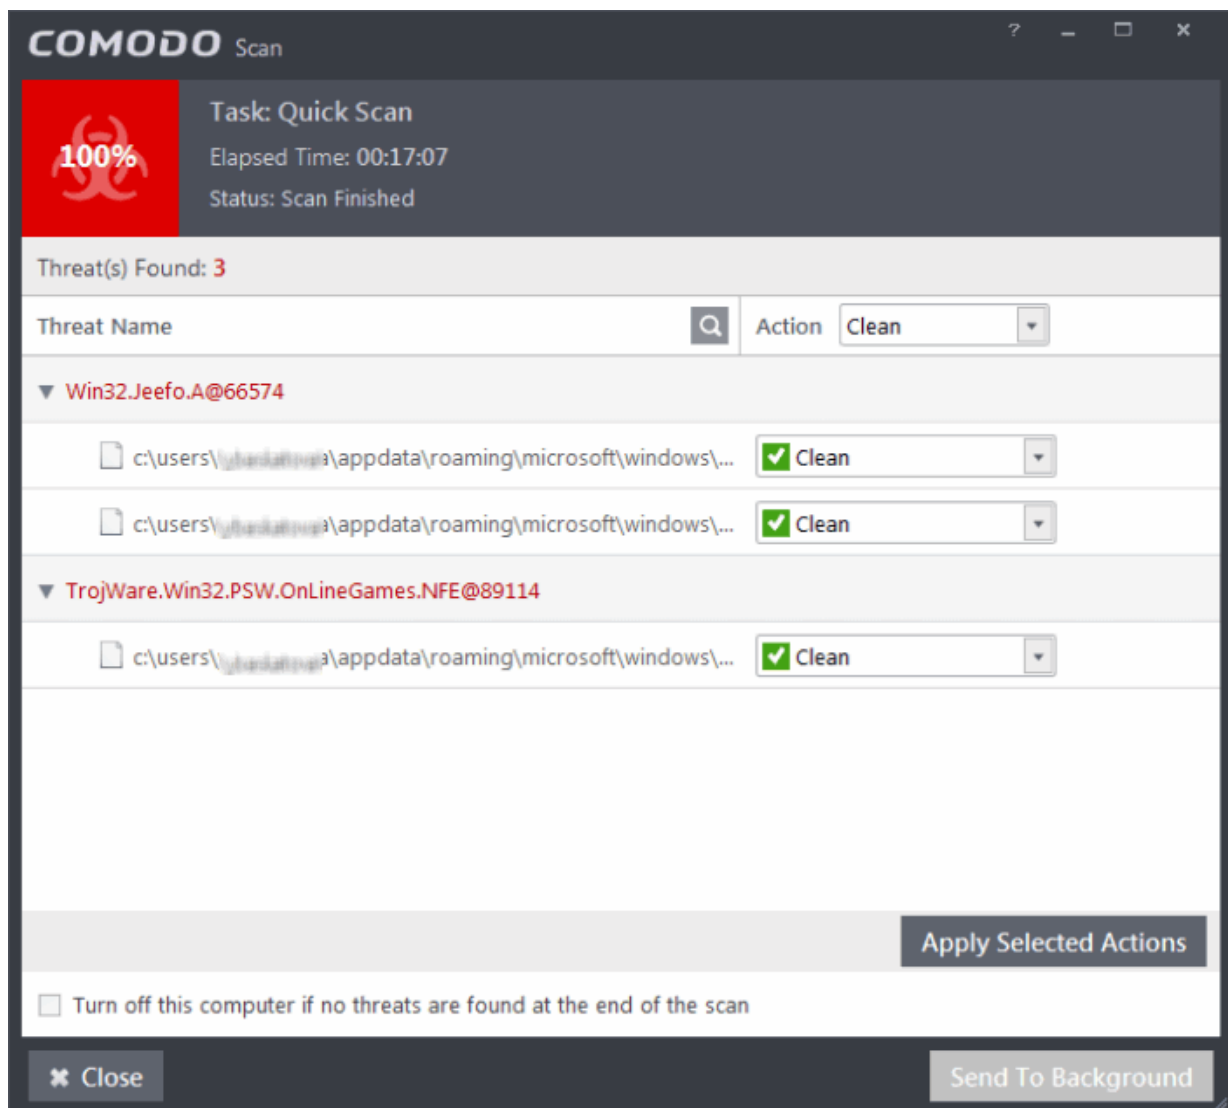 COMODO Scan
?
100%
Task: Quick Scan
Elapsed Time: 00:17:07
Status: Scan Finished
Threat(s) Found: 3
Threat Name Action Clean
Win32.Jeefo.A@66574
c:\users\ a\appdata\roaming\microsoft\windows\... Clean
c:\users\ a\appdata\roaming\microsoft\windows\... Clean
TrojWare.Win32.PSW.OnLineGames.NFE@89114
c:\users\ a\appdata\roaming\microsoft\windows\... Clean
Apply Selected Actions
Turn off this computer if no threats are found at the end of the scan
Close Send To Background